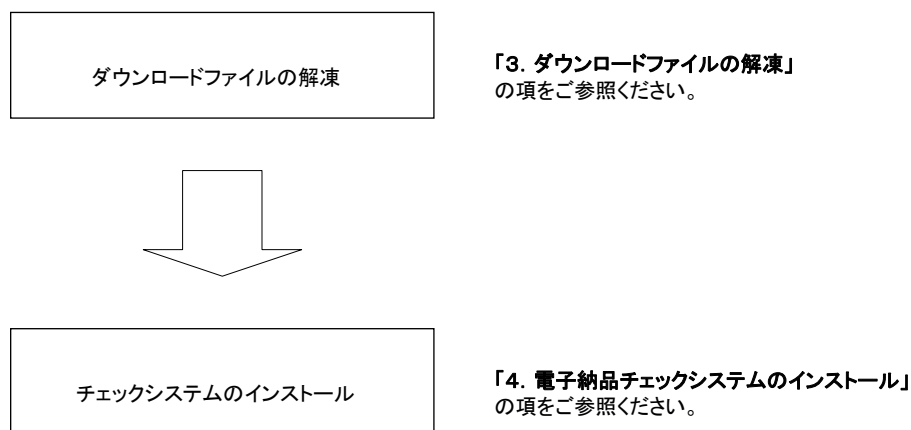 ダウンロードファイルの解凍
「３．ダウンロードファイルの解凍」
の項をご参照ください。
チェックシステムのインストール
「４．電子納品チェックシステムのインストール」
の項をご参照ください。